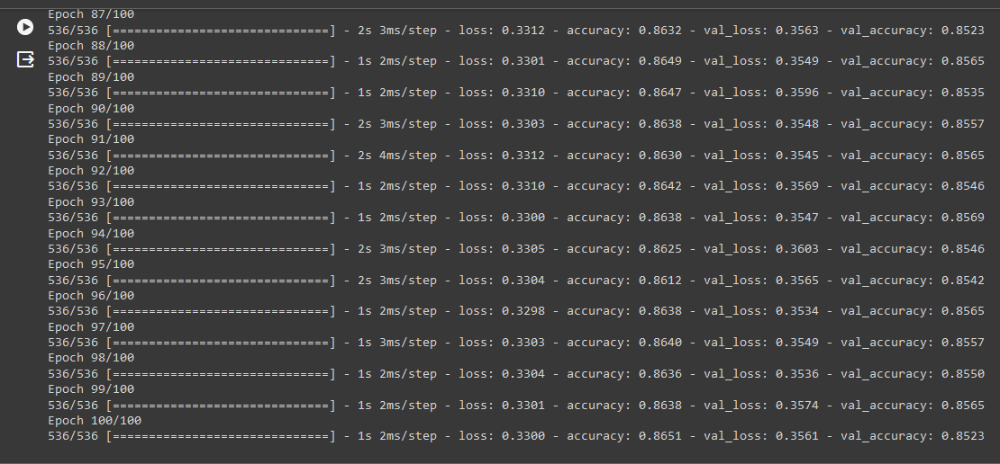 Epoch 87/100
536/536 [==============================] - 2s 3ms/step - loss: 0.3312 - accuracy: 0.8632 - val_loss: 0.3563 - val_accuracy: 0.8523
Epoch 88/100
536/536 [==============================] - 1s 2ms/step - loss: 0.3301 - accuracy: 0.8649 - val_loss: 0.3549 - val_accuracy: 0.8565
Epoch 89/100
536/536 [==============================] - 1s 2ms/step - loss: 0.3310 - accuracy: 0.8647 - val_loss: 0.3596 - val_accuracy: 0.8535
Epoch 90/100
536/536 [==============================] - 2s 3ms/step - loss: 0.3303 - accuracy: 0.8638 - val_loss: 0.3548 - val_accuracy: 0.8557
Epoch 91/100
536/536 [==============================] - 2s 4ms/step - loss: 0.3312 - accuracy: 0.8630 - val_loss: 0.3545 - val_accuracy: 0.8565
Epoch 92/100
536/536 [==============================] - 1s 2ms/step - loss: 0.3310 - accuracy: 0.8642 - val_loss: 0.3569 - val_accuracy: 0.8546
Epoch 93/100
536/536 [==============================] - 1s 2ms/step - loss: 0.3300 - accuracy: 0.8638 - val_loss: 0.3547 - val_accuracy: 0.8569
Epoch 94/100
536/536 [==============================] - 2s 3ms/step - loss: 0.3305 - accuracy: 0.8625 - val_loss: 0.3603 - val_accuracy: 0.8546
Epoch 95/100
536/536 [==============================] - 2s 3ms/step - loss: 0.3304 - accuracy: 0.8612 - val_loss: 0.3565 - val_accuracy: 0.8542
Epoch 96/100
536/536 [==============================] - 1s 2ms/step - loss: 0.3298 - accuracy: 0.8638 - val_loss: 0.3534 - val_accuracy: 0.8565
Epoch 97/100
536/536 [==============================] - 1s 3ms/step - loss: 0.3303 - accuracy: 0.8640 - val_loss: 0.3549 - val_accuracy: 0.8557
Epoch 98/100
536/536 [==============================] - 1s 2ms/step - loss: 0.3304 - accuracy: 0.8636 - val_loss: 0.3536 - val_accuracy: 0.8550
Epoch 99/100
536/536 [==============================] - 1s 2ms/step - loss: 0.3301 - accuracy: 0.8638 - val_loss: 0.3574 - val_accuracy: 0.8565
Epoch 100/100
536/536 [==============================] - 1s 2ms/step - loss: 0.3300 - accuracy: 0.8651 - val_loss: 0.3561 - val_accuracy: 0.8523